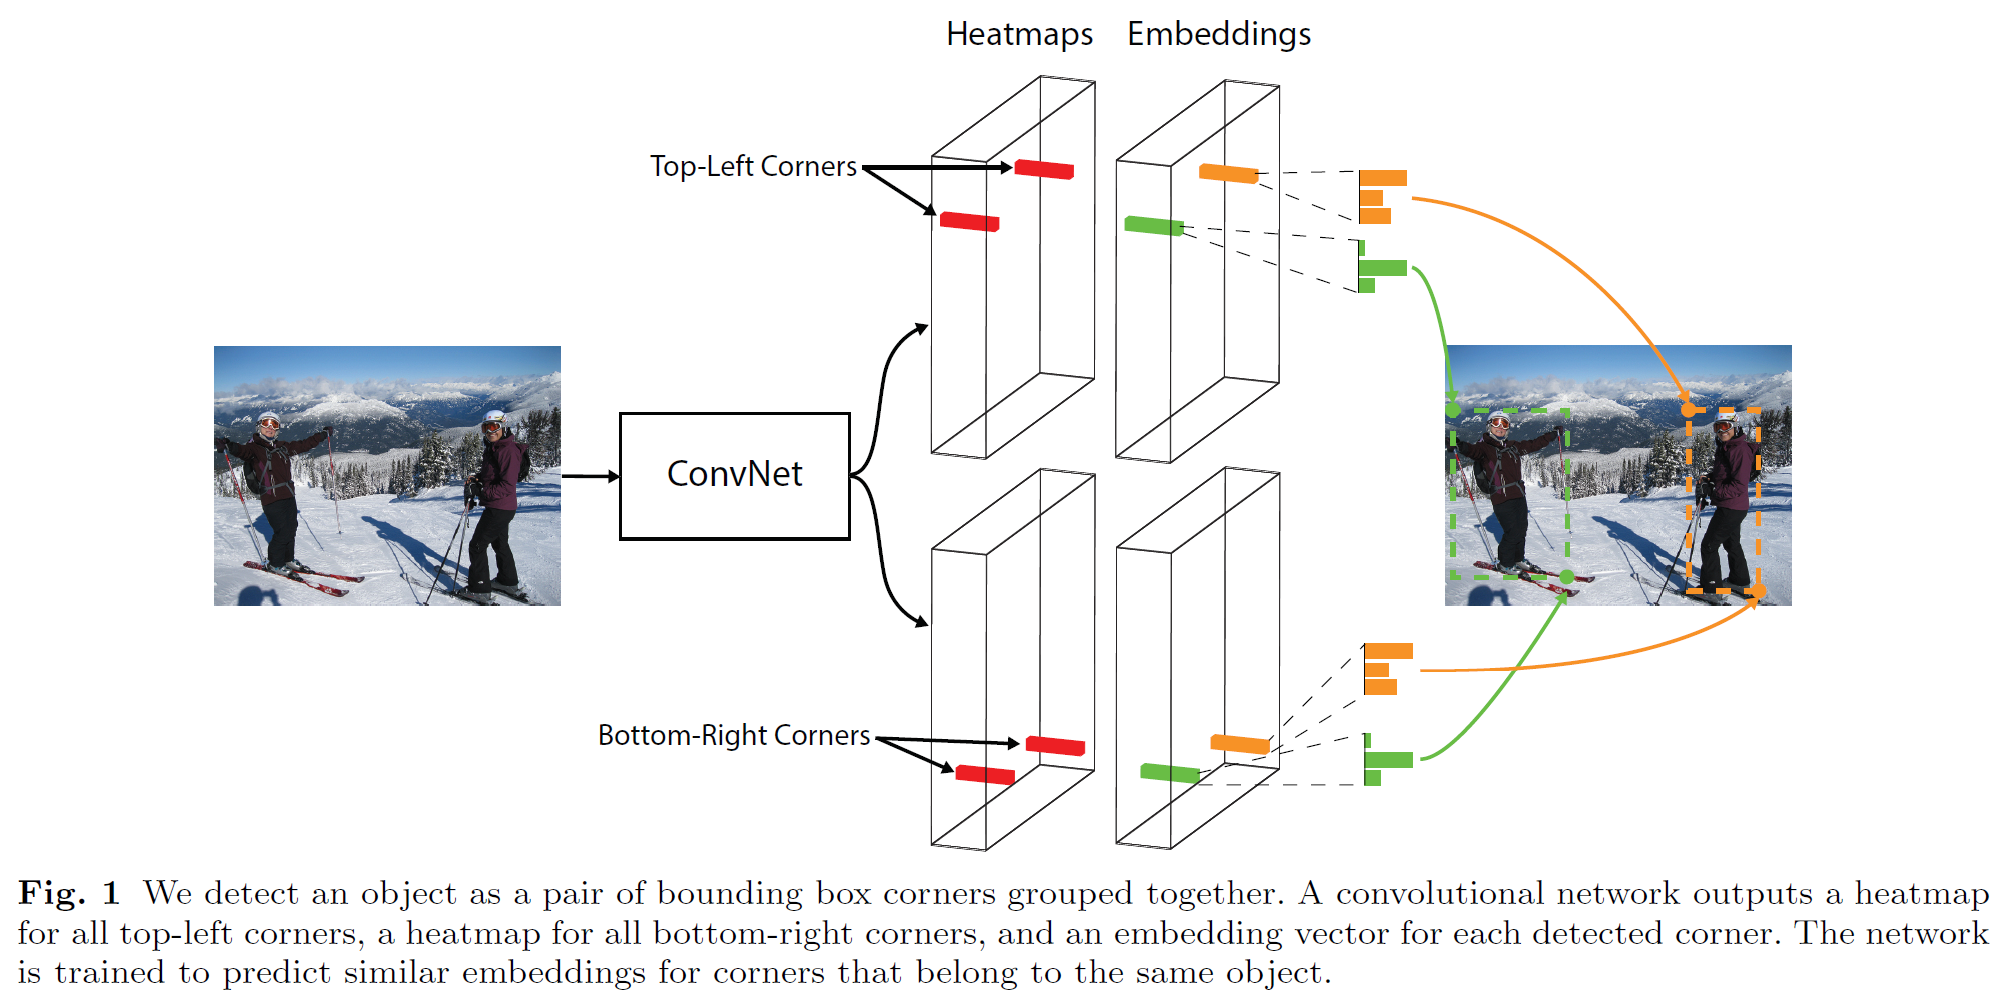 Heatmaps Embeddings
Top-Left Corners
ConvNet
Bottom-Right Corners
Fig. 1 We detect an object as a pair of bounding box corners grouped together. A convolutional network outputs a heatmap
for all top-left corners, a heatmap for all bottom-right corners, and an embedding vector for each detected corner. The network
is trained to predict similar embeddings for corners that belong to the same object.